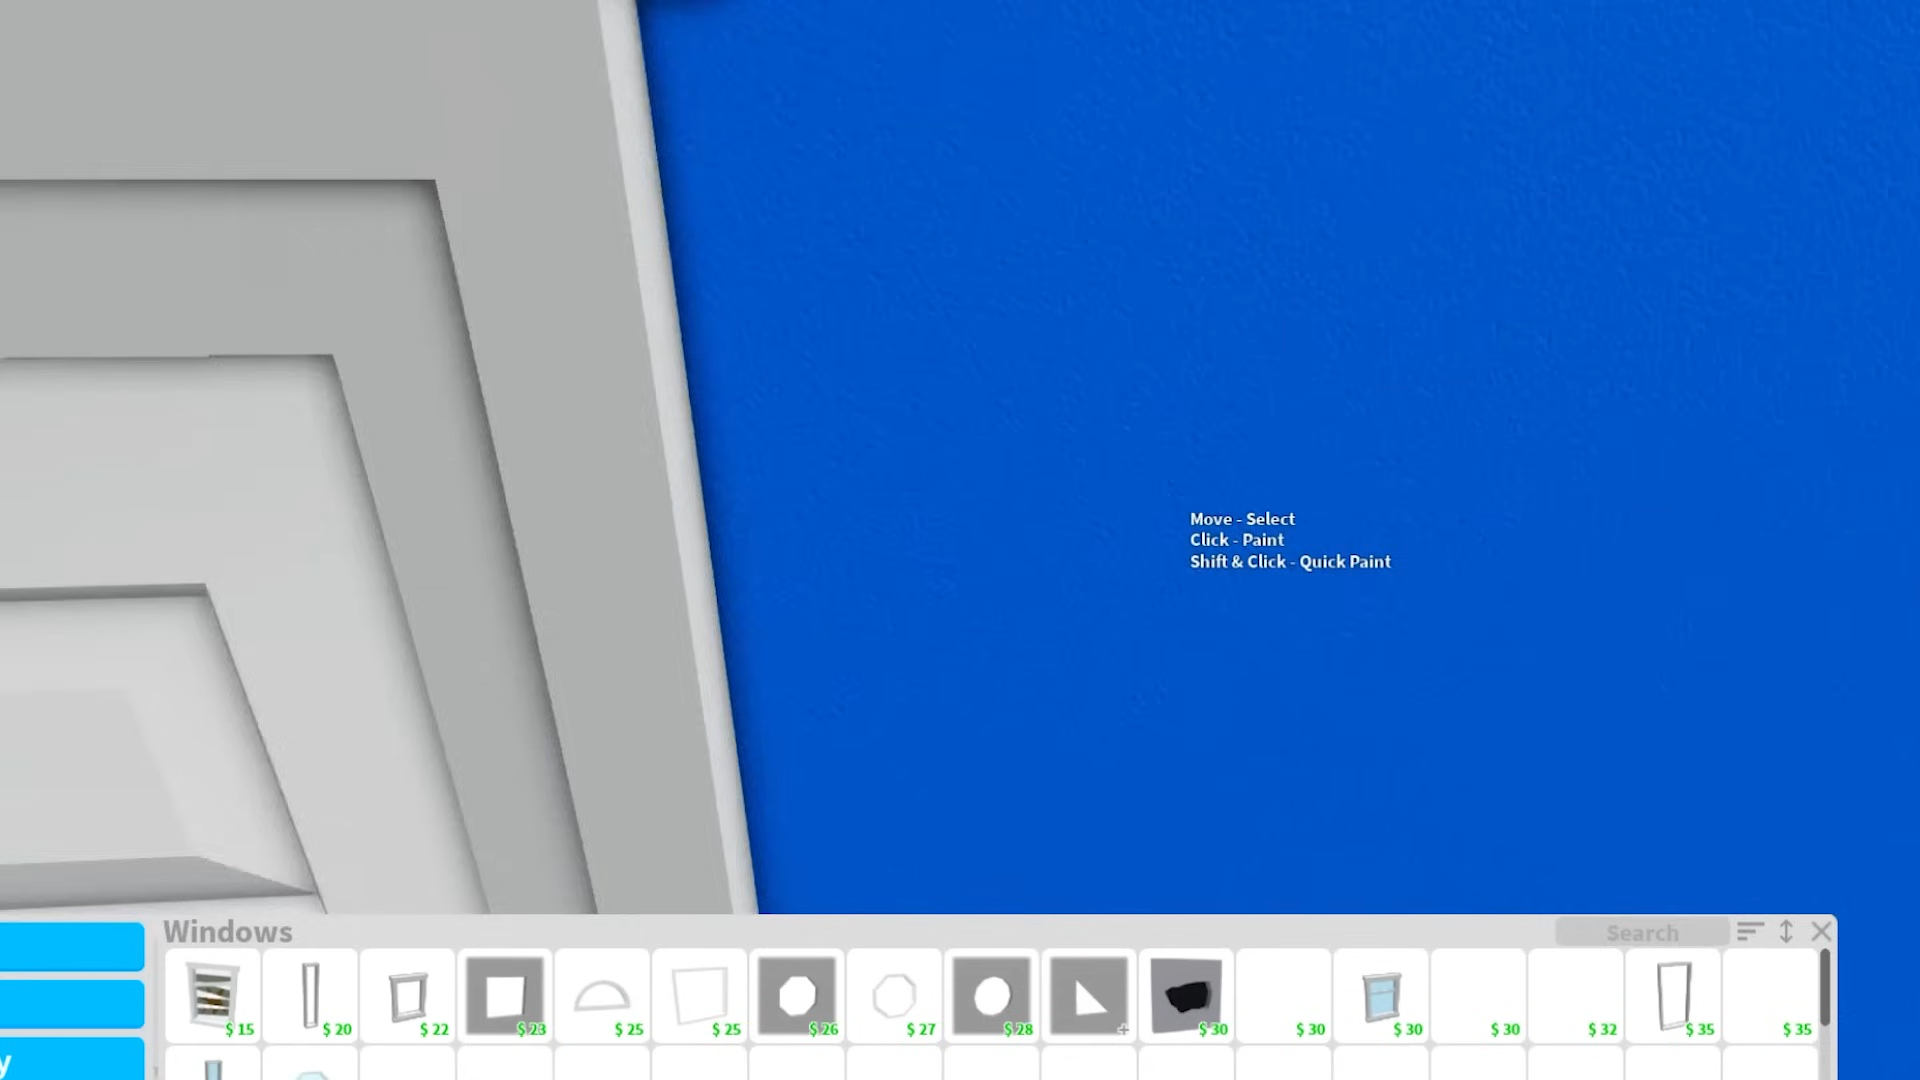 Move - Select
Click - Paint
Shift & Click - Quick Paint
Windows
Search
$ 15
$ 20
$ 22
$ 23
$ 25
$ 25
$ 26
$ 27
$ 28
$ 30
$ 30
$ 30
$ 30
$ 32
$ 35
$ 35
y